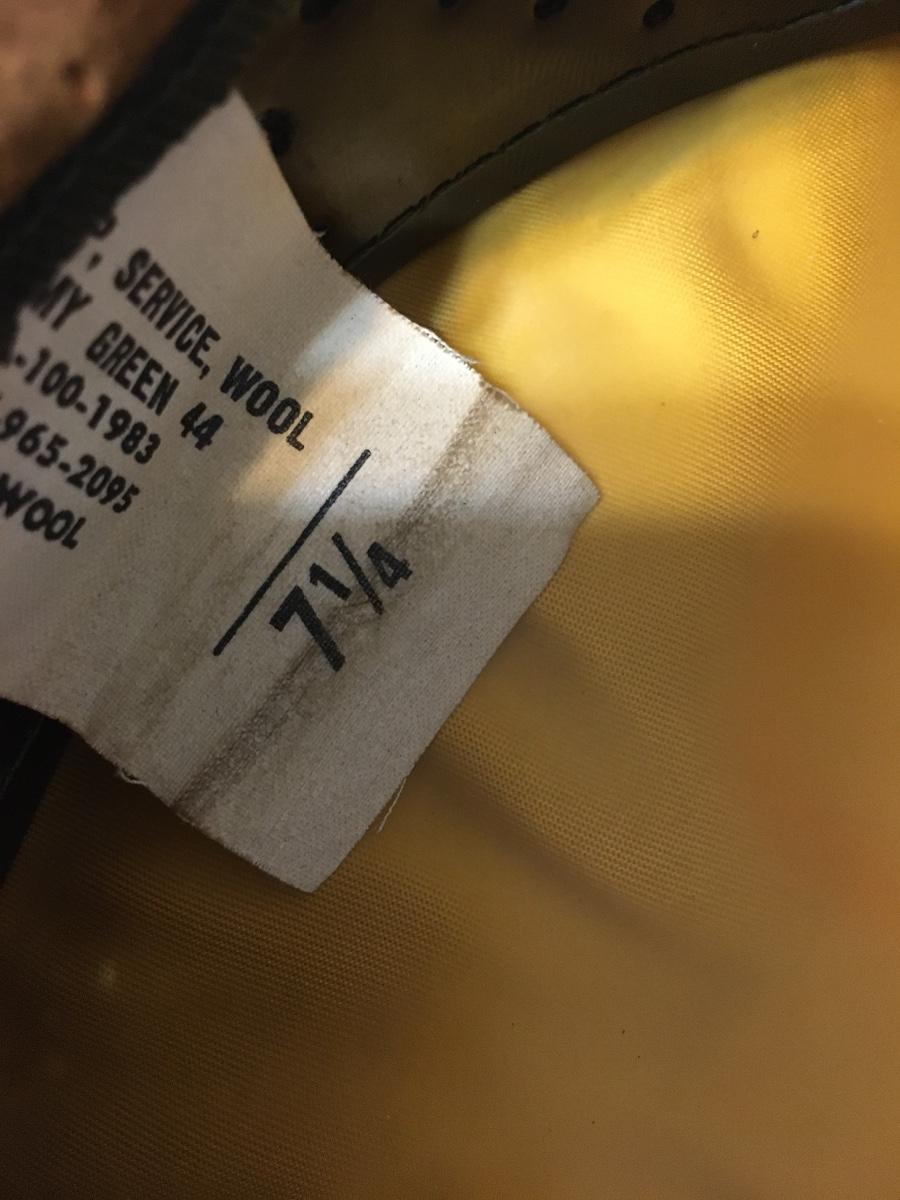 , SERVICE, WOOL
MY GREEN 44
-100-1983
965-2095
WOOL
7 1/4